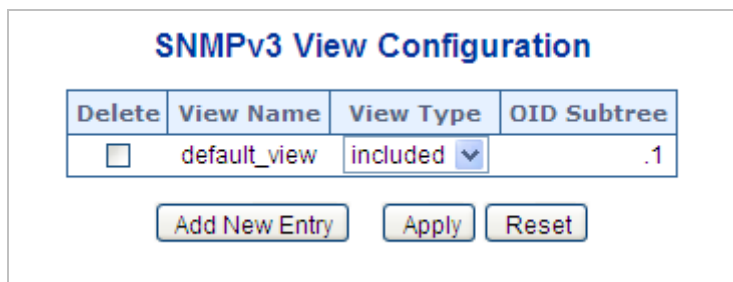 SNMPv3 View Configuration
Delete View Name View Type OID Subtree
default_view included .1
Add New Entry Apply Reset